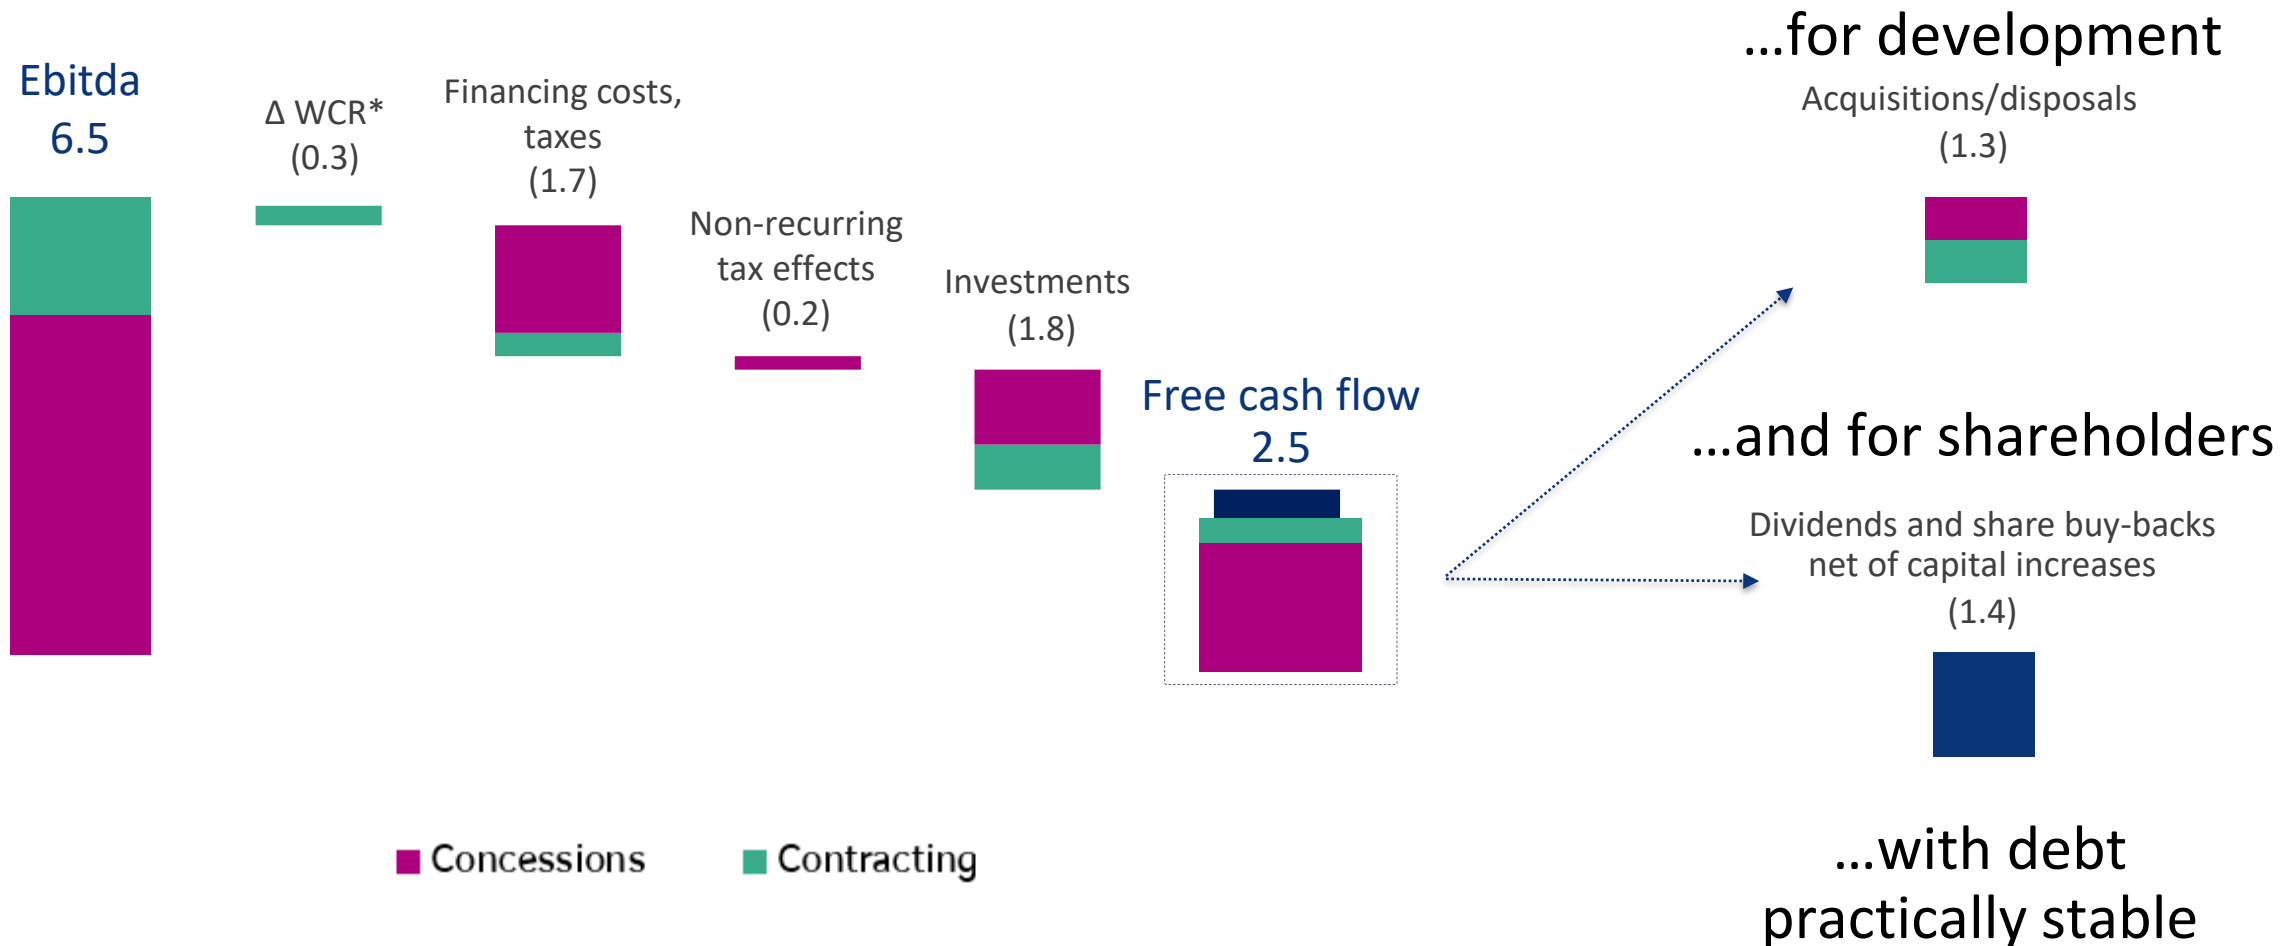 Ebitda
6.5
Δ WCR*
(0.3)
Financing costs,
taxes
(1.7)
Non-recurring
tax effects
(0.2)
Investments
(1.8)
Free cash flow
2.5
...for development
Acquisitions/disposals
(1.3)
...and for shareholders
Dividends and share buy-backs
net of capital increases
(1.4)
...with debt
practically stable
Concessions
Contracting